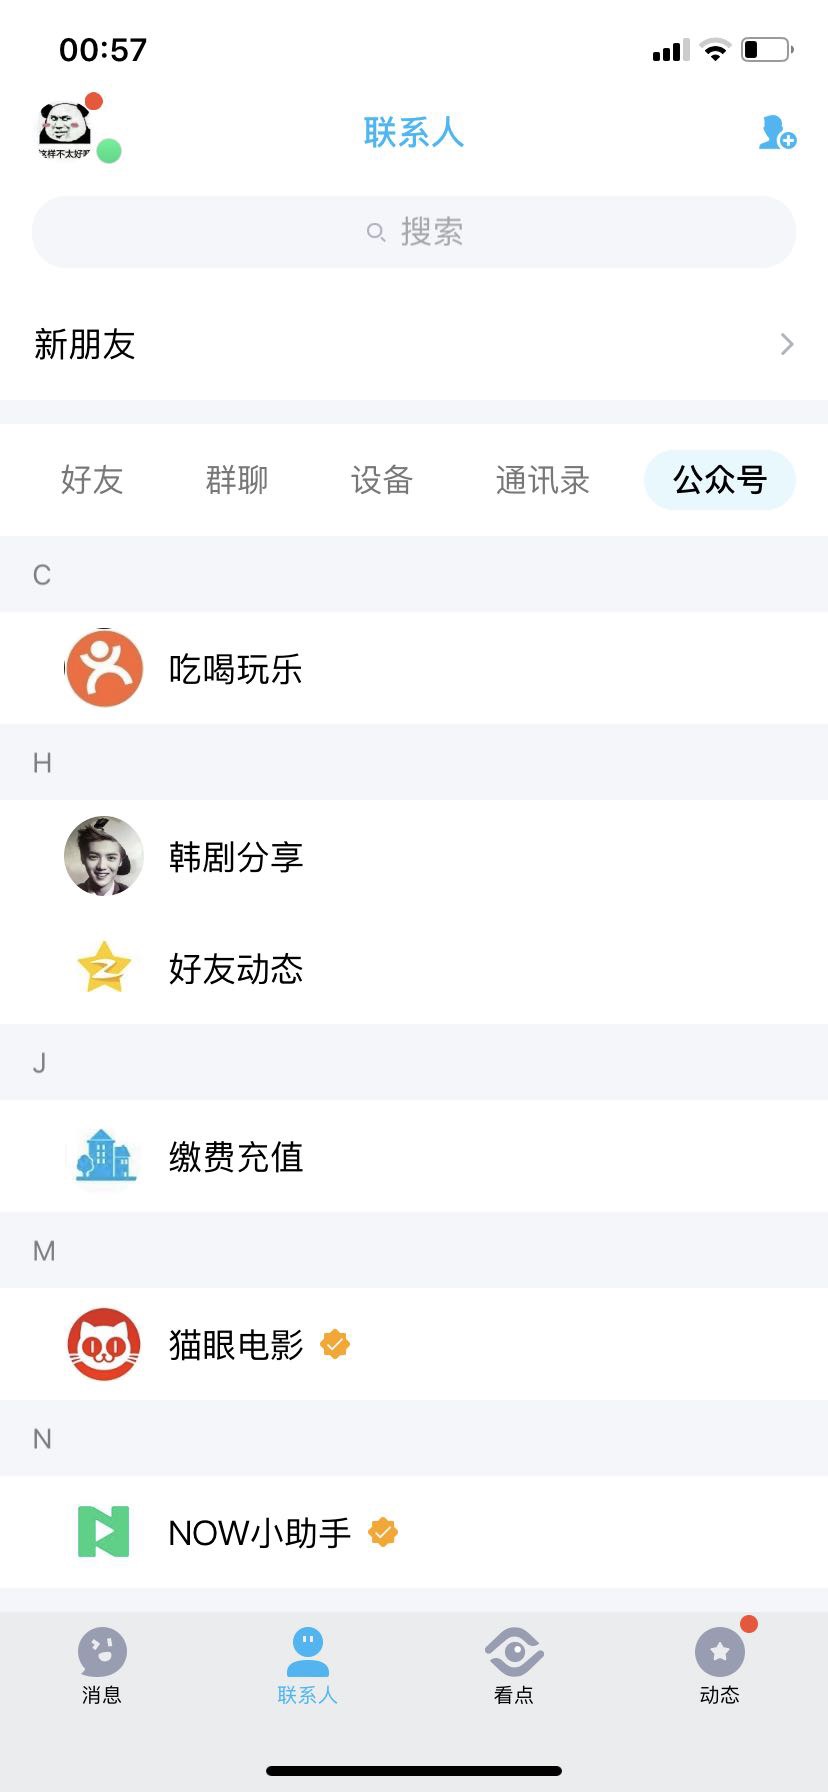 00:57
这样不太好吧
联系人
搜索
新朋友
好友 群聊 设备 通讯录 公众号
C
吃喝玩乐
H
韩剧分享
好友动态
J
缴费充值
M
猫眼电影
N
NOW小助手
消息 联系人 看点 动态